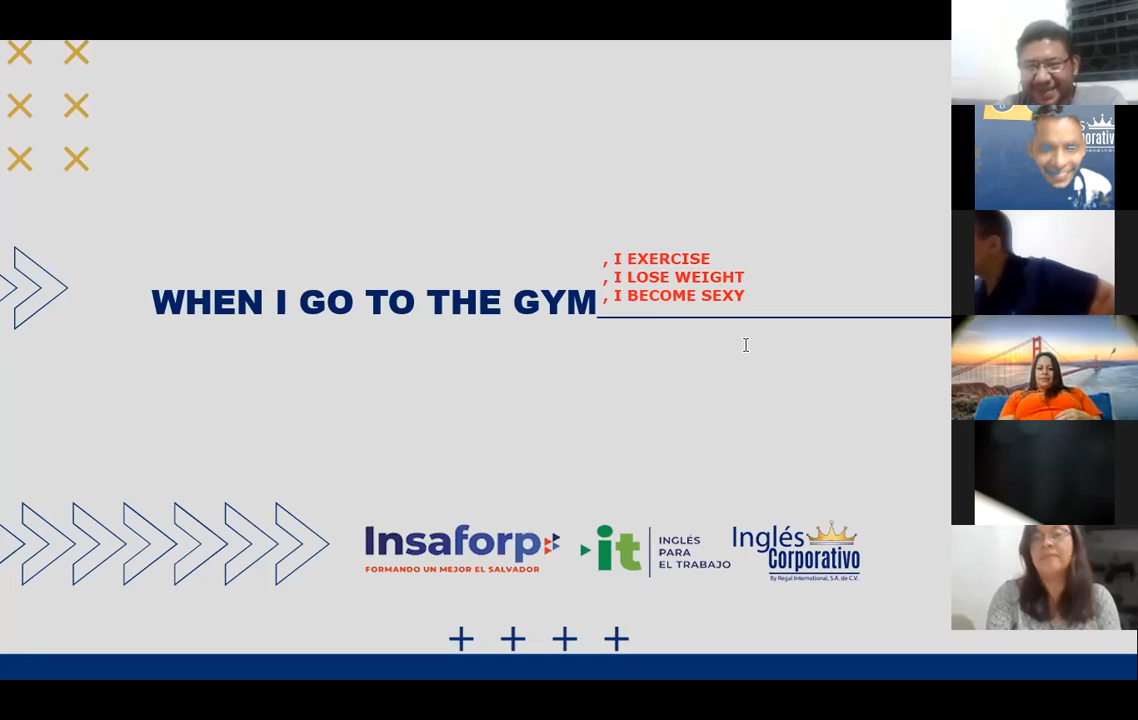 , I EXERCISE
, I LOSE WEIGHT
WHEN I GO TO THE GYM , I BECOME SEXY
Insaforp
FORMANDO UN MEJOR EL SALVADOR
it
INGLÉS
PARA
EL TRABAJO
Inglés
Corporativo
By Regal International, S.A. de C.V.